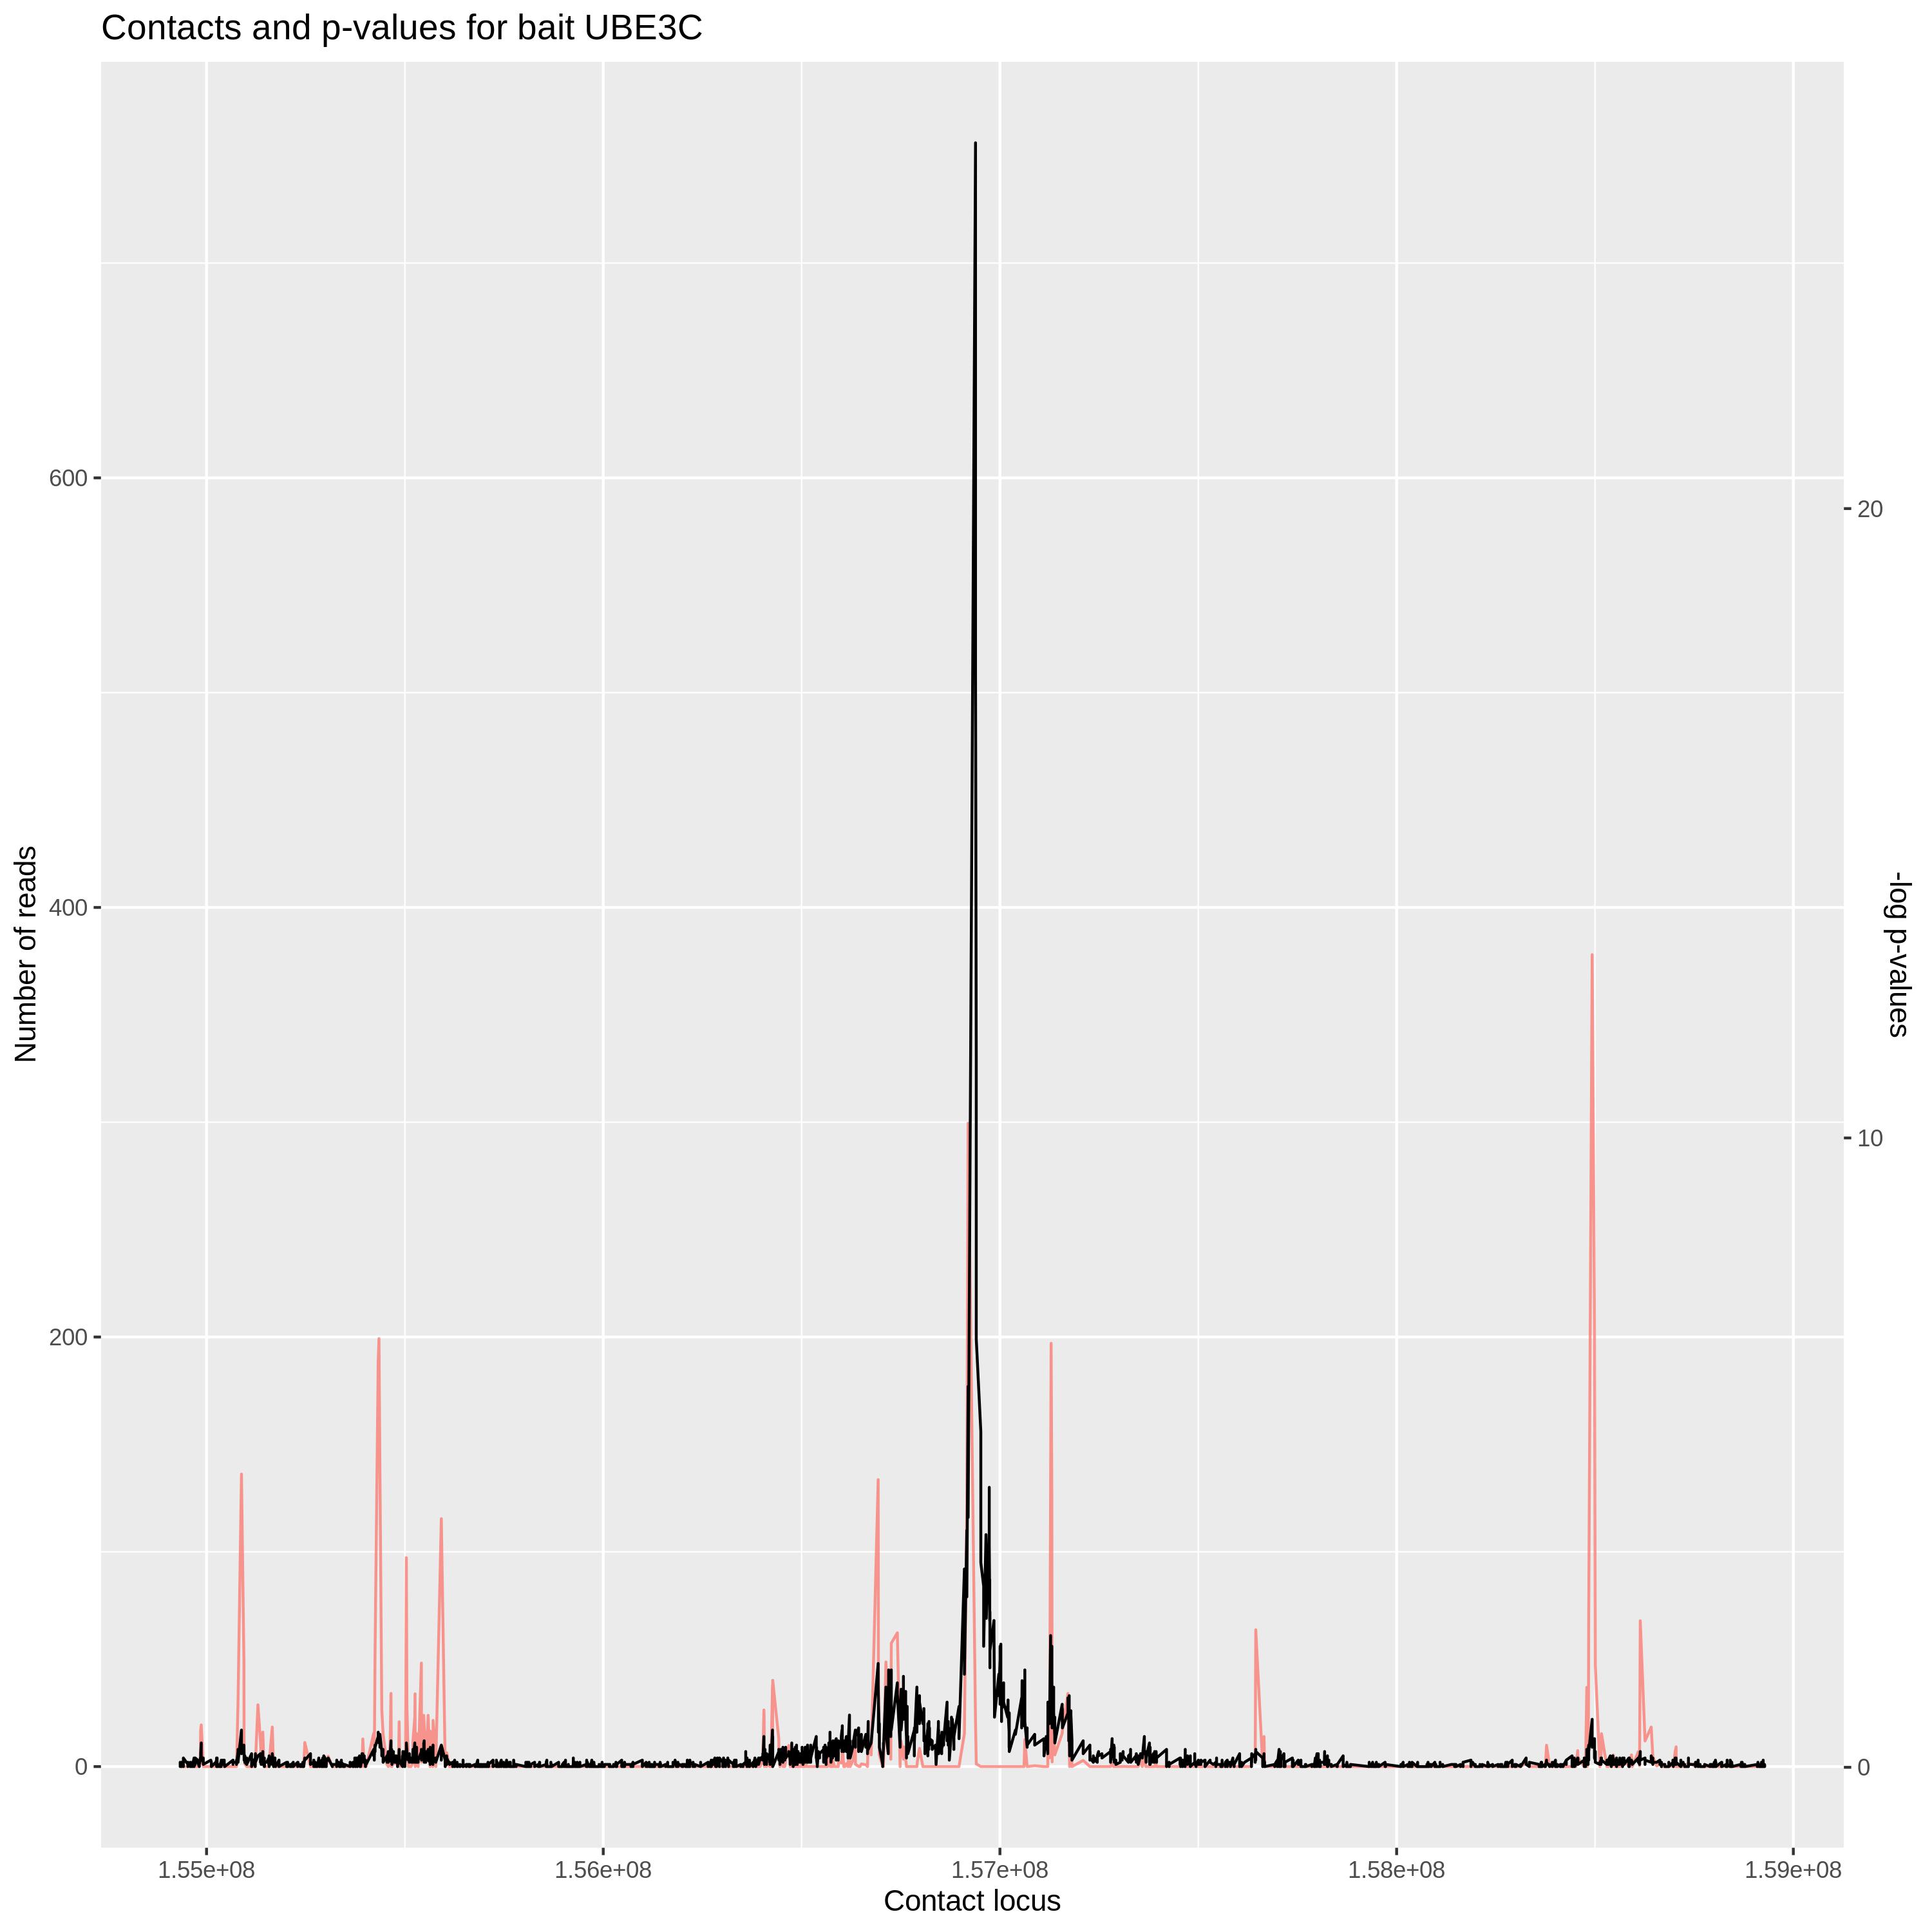 Contacts and p-values for bait UBE3C
Number of reads
600
400
200
0
20
10
0
-log p-values
1.55e+08
1.56e+08
1.57e+08
1.58e+08
1.59e+08
Contact locus